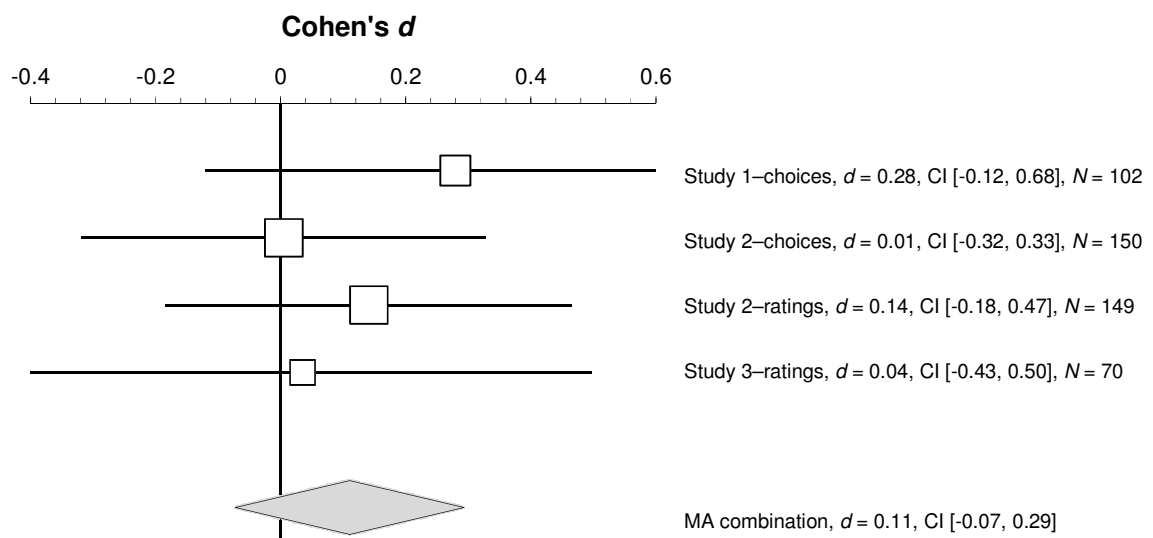 Cohen's d
-0.4 -0.2 0 0.2 0.4 0.6
Study 1–choices, d = 0.28, CI [-0.12, 0.68], N = 102
Study 2–choices, d = 0.01, CI [-0.32, 0.33], N = 150
Study 2–ratings, d = 0.14, CI [-0.18, 0.47], N = 149
Study 3–ratings, d = 0.04, CI [-0.43, 0.50], N = 70
MA combination, d = 0.11, CI [-0.07, 0.29]